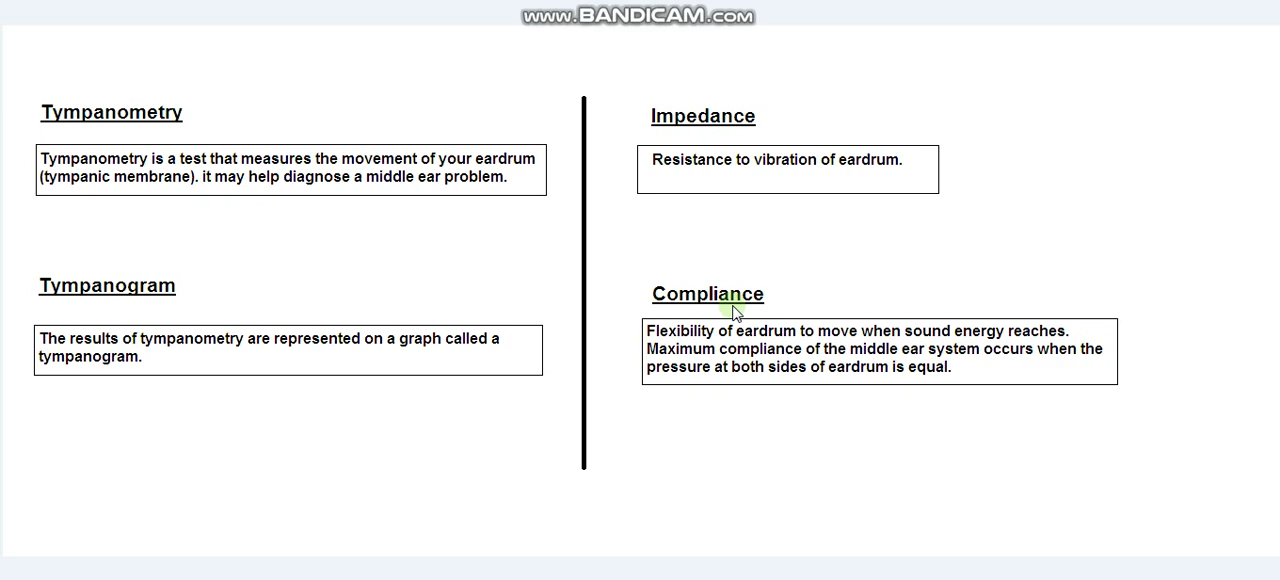 www.BANDICAM.com
Tympanometry
Tympanometry is a test that measures the movement of your eardrum
(tympanic membrane). it may help diagnose a middle ear problem.
Tympanogram
The results of tympanometry are represented on a graph called a
tympanogram.
Impedance
Resistance to vibration of eardrum.
Compliance
Flexibility of eardrum to move when sound energy reaches.
Maximum compliance of the middle ear system occurs when the
pressure at both sides of eardrum is equal.